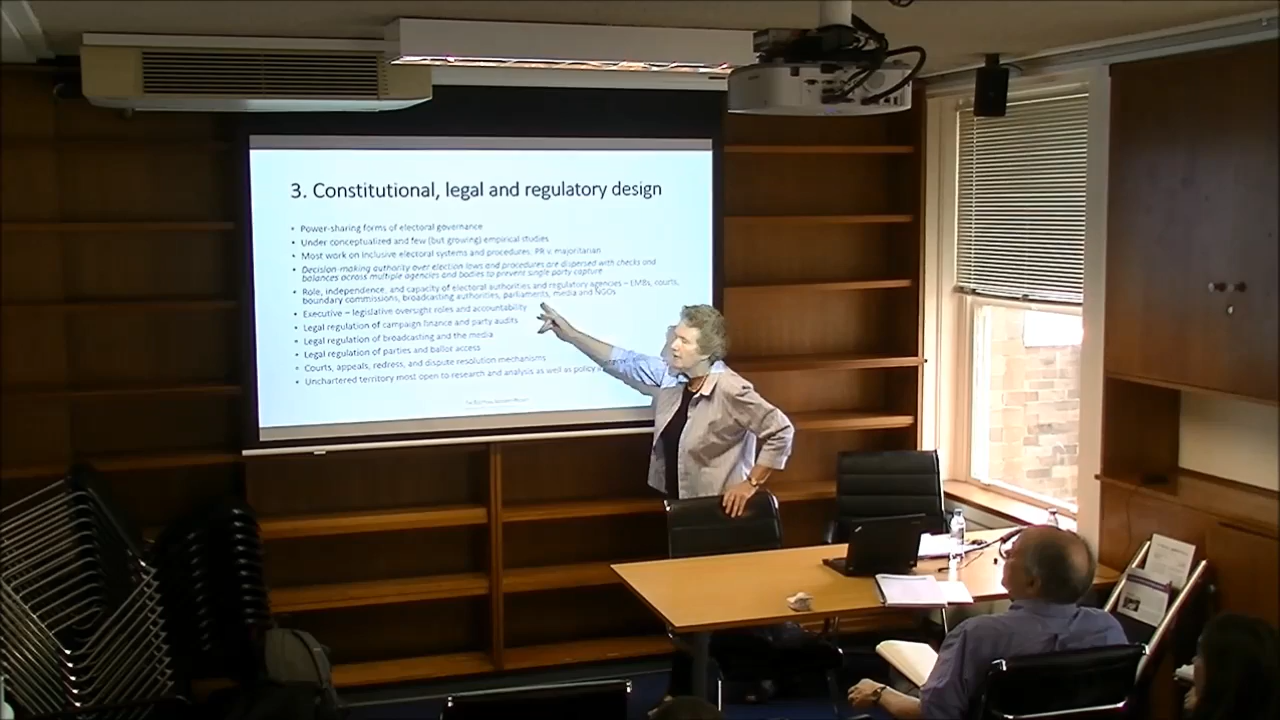 3. Constitutional, legal and regulatory design
• Power-sharing forms of electoral governance
• Under conceptualized and few (but growing) empirical studies
• Most work on inclusive electoral systems and procedures: PR v. majoritarian
• Decision-making authority over election laws and procedures are dispersed with checks and
balances across multiple agencies and bodies to prevent single party capture
• Role, independence, and capacity of electoral authorities and regulatory agencies – EMBs, courts,
boundary commissions, broadcasting authorities, parliaments, media and NGOs
• Executive – legislative oversight roles and accountability
• Legal regulation of campaign finance and party audits
• Legal regulation of broadcasting and the media
• Legal regulation of parties and ballot access
• Courts, appeals, redress, and dispute resolution mechanisms
• Unchartered territory most open to research and analysis as well as policy